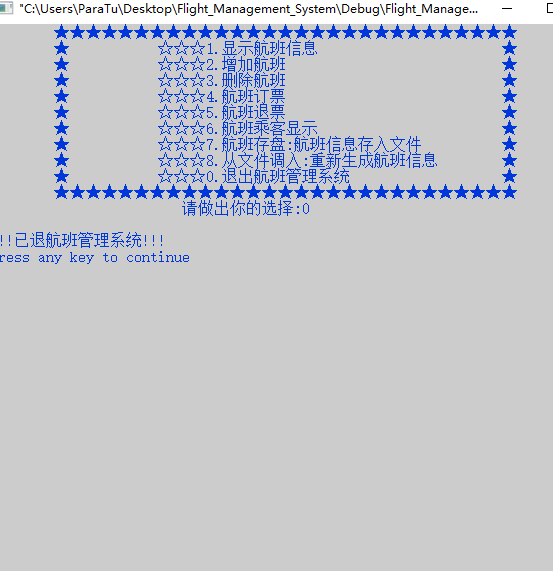 "C:\Users\ParaTu\Desktop\Flight_Management_System\Debug\Flight_Manage...
★★★★★★★★★★★★★★★★★★★★★★★★★★★★★
★ ☆☆☆1.显示航班信息 ★
★ ☆☆☆2.增加航班 ★
★ ☆☆☆3.删除航班 ★
★ ☆☆☆4.航班订票 ★
★ ☆☆☆5.航班退票 ★
★ ☆☆☆6.航班乘客显示 ★
★ ☆☆☆7.航班存盘:航班信息存入文件 ★
★ ☆☆☆8.从文件调入:重新生成航班信息 ★
★ ☆☆☆0.退出航班管理系统 ★
★★★★★★★★★★★★★★★★★★★★★★★★★★★★★
请做出你的选择:0
!!已退航班管理系统!!!
ress any key to continue